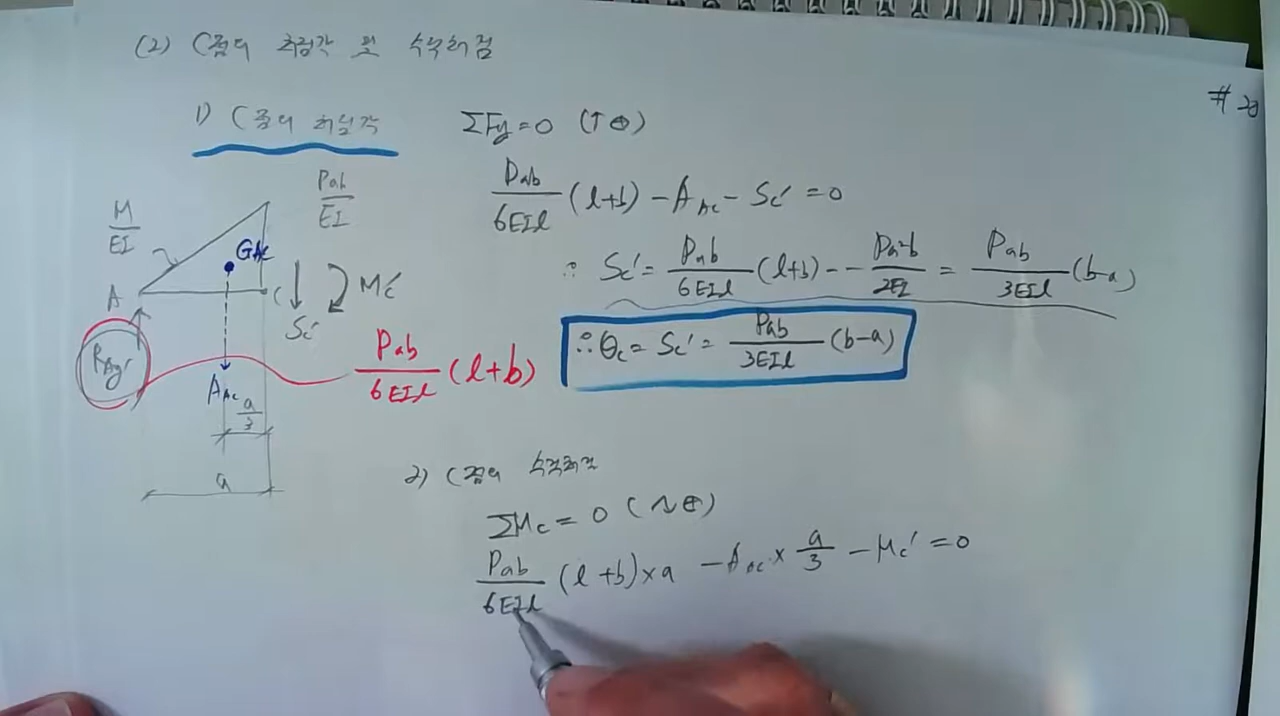 (2) C점의 처짐각 및 수직처짐
# 20
1) C점의 처짐각
ΣFy = 0 (↑⊕)
Pab/6EIl (l+b) - A_AC - Sc' = 0
∴ Sc' = Pab/6EIl (l+b) - - Pa²b/2EI = Pab/3EIl (b-a)
∴ θc = Sc' = Pab/3EIl (b-a)
M/EI
Pab/EI
G_AC
A
C
Sc'
Mc'
R_Ay'
Pab/6EIl (l+b)
A_AC
a/3
a
2) C점의 수직처짐
ΣMc = 0 (⊕)
Pab/6EIl (l+b)×a - A_AC × a/3 - Mc' = 0